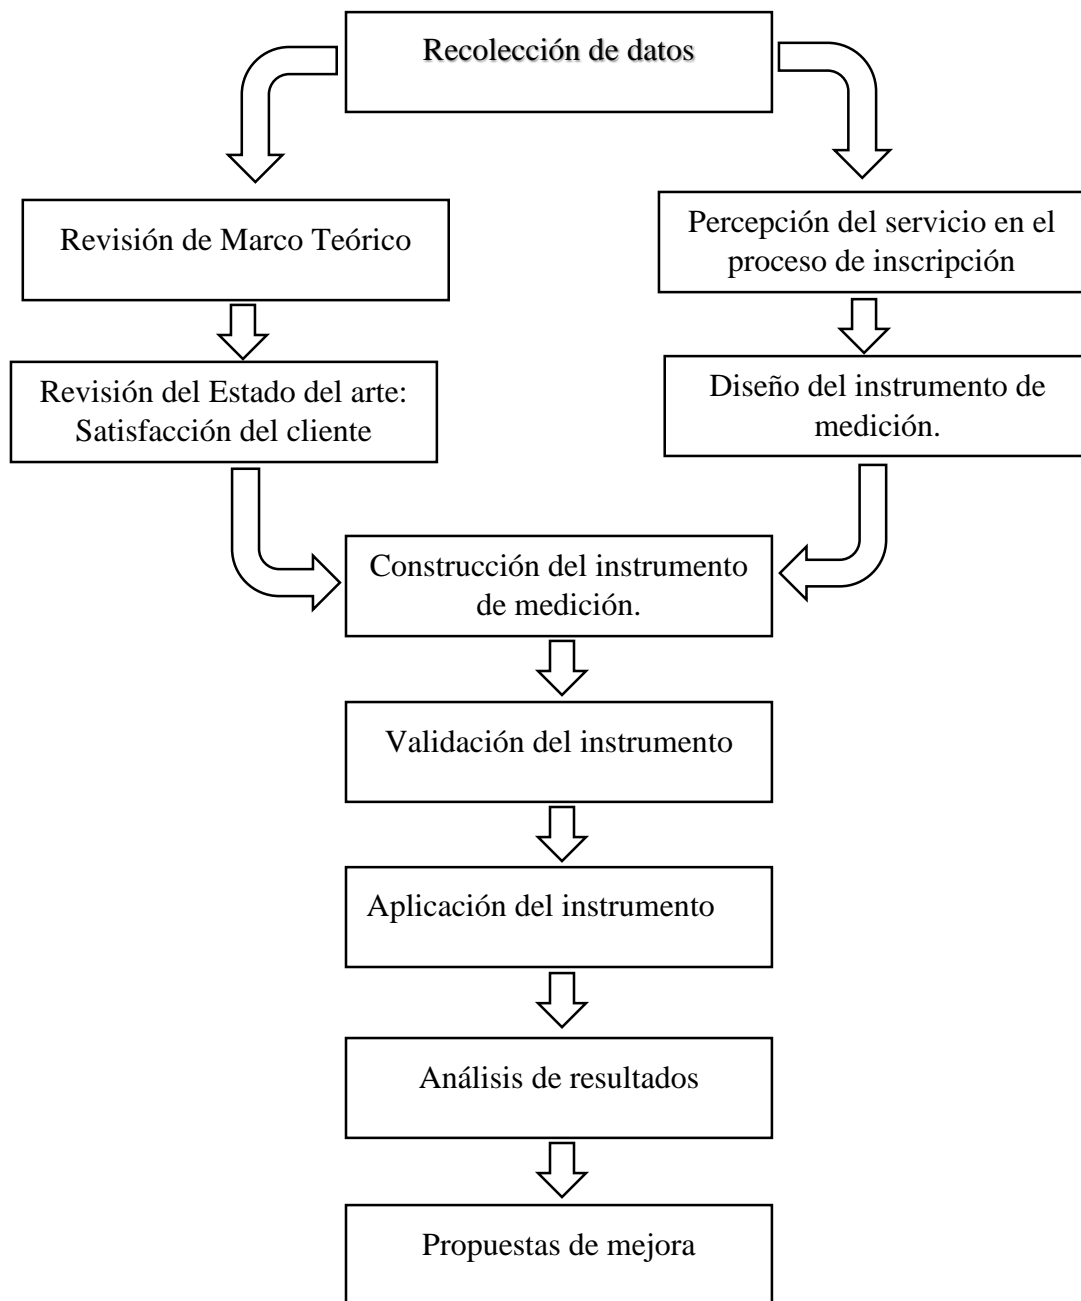 Recolección de datos
Revisión de Marco Teórico
Percepción del servicio en el
proceso de inscripción
Revisión del Estado del arte:
Satisfacción del cliente
Diseño del instrumento de
medición.
Construcción del instrumento
de medición.
Validación del instrumento
Aplicación del instrumento
Análisis de resultados
Propuestas de mejora